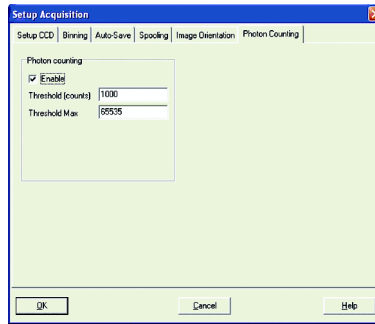 Setup Acquisition
Setup CCD Binning Auto-Save Spooling Image Orientation Photon Counting
Photon counting
Enable
Threshold (counts) 1000
Threshold Max 65535
OK Cancel Help